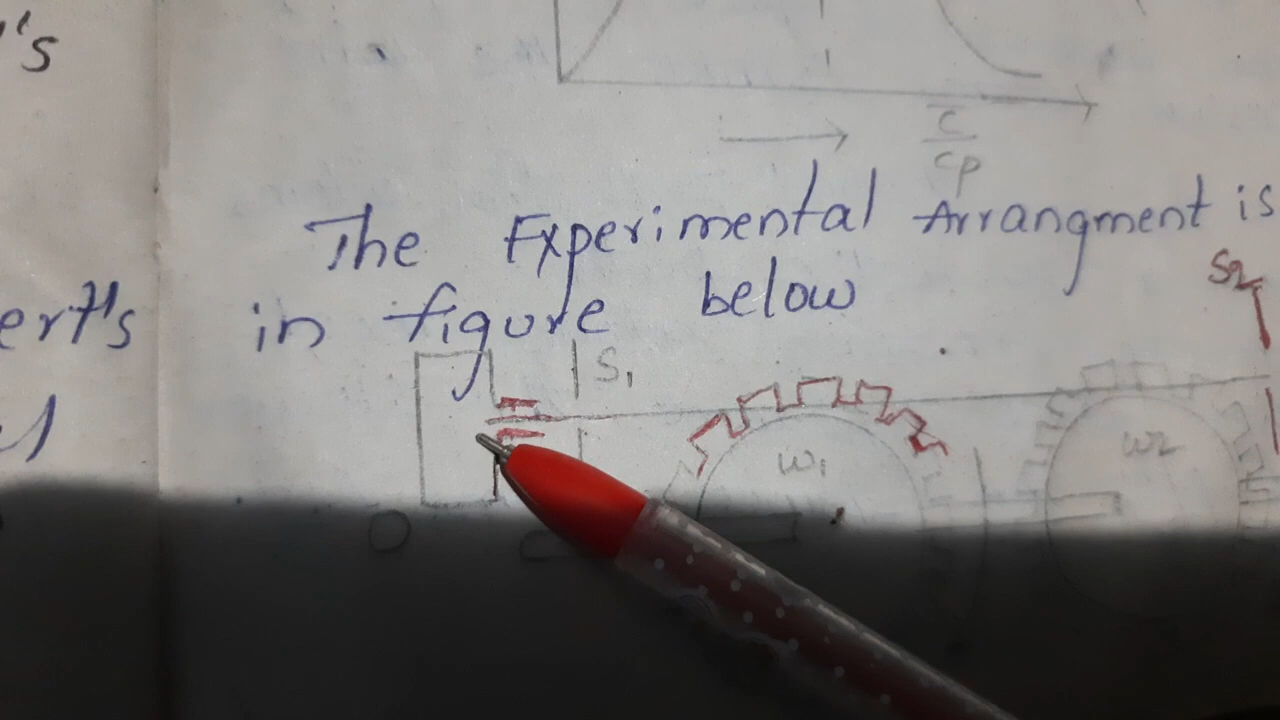 's
C
cp
The Experimental Arrangment is
ert's in figure below
S2
S1
W1
W2